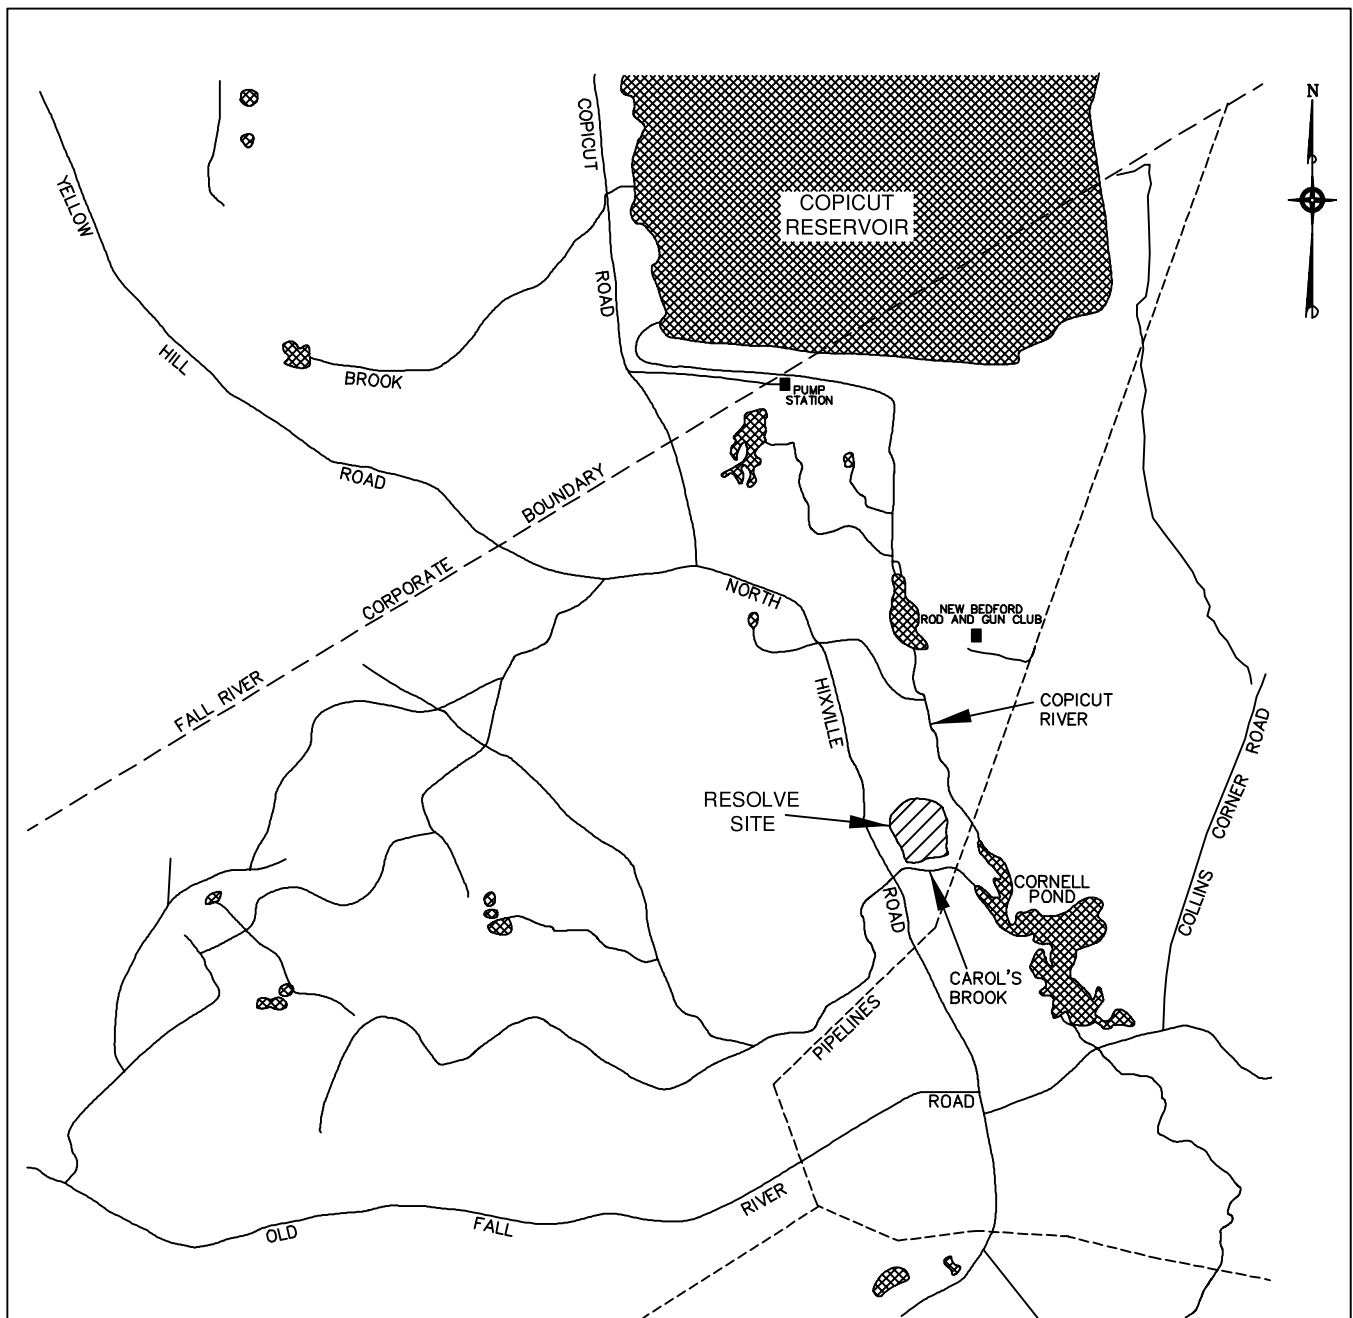 N
COPICUT
YELLOW
COPICUT
RESERVOIR
ROAD
HILL
BROOK
PUMP
STATION
ROAD
BOUNDARY
CORPORATE
NORTH
NEW BEDFORD
ROD AND GUN CLUB
FALL RIVER
HIXVILLE
COPICUT
RIVER
ROAD
CORNER
COLLINS
RESOLVE
SITE
CORNELL
POND
ROAD
CAROL'S
BROOK
PIPELINES
ROAD
RIVER
FALL
OLD